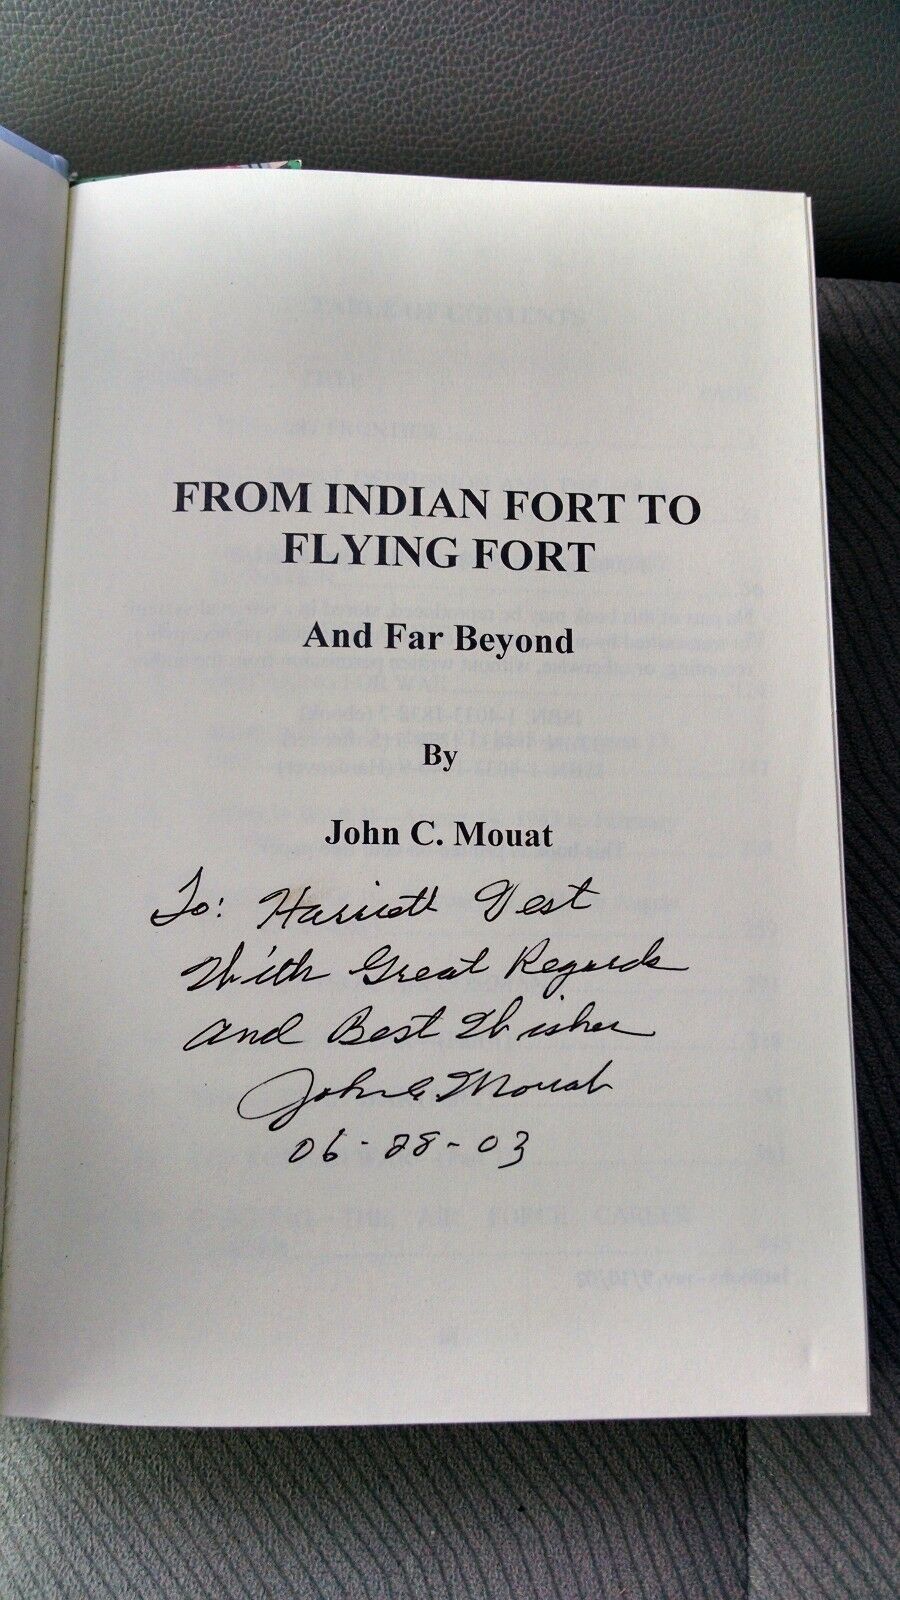 FROM INDIAN FORT TO
FLYING FORT
And Far Beyond
By
John C. Mouat
To: Harriett Vest
With Great Regards
and Best Wishes
John C Mouat
06-28-03